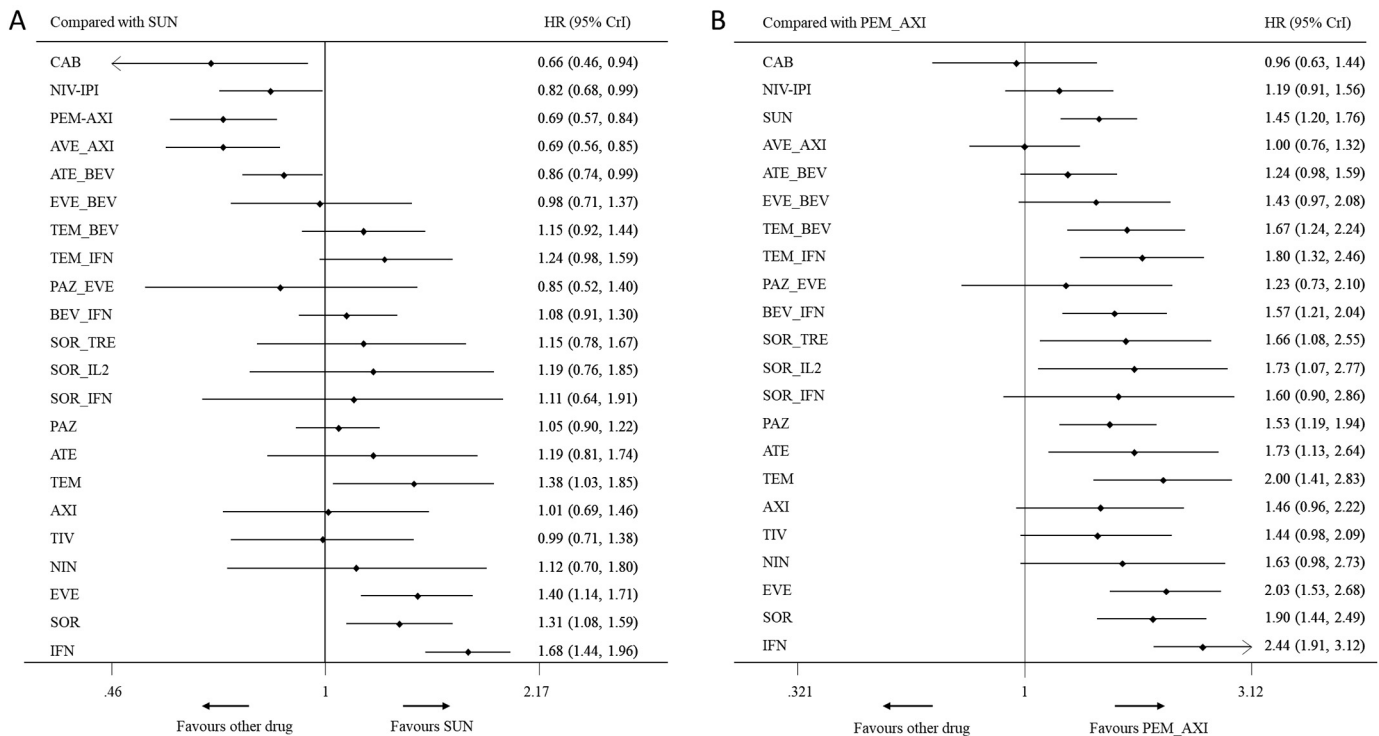 A
Compared with SUN HR (95% CrI)
CAB 0.66 (0.46, 0.94)
NIV-IPI 0.82 (0.68, 0.99)
PEM-AXI 0.69 (0.57, 0.84)
AVE_AXI 0.69 (0.56, 0.85)
ATE_BEV 0.86 (0.74, 0.99)
EVE_BEV 0.98 (0.71, 1.37)
TEM_BEV 1.15 (0.92, 1.44)
TEM_IFN 1.24 (0.98, 1.59)
PAZ_EVE 0.85 (0.52, 1.40)
BEV_IFN 1.08 (0.91, 1.30)
SOR_TRE 1.15 (0.78, 1.67)
SOR_IL2 1.19 (0.76, 1.85)
SOR_IFN 1.11 (0.64, 1.91)
PAZ 1.05 (0.90, 1.22)
ATE 1.19 (0.81, 1.74)
TEM 1.38 (1.03, 1.85)
AXI 1.01 (0.69, 1.46)
TIV 0.99 (0.71, 1.38)
NIN 1.12 (0.70, 1.80)
EVE 1.40 (1.14, 1.71)
SOR 1.31 (1.08, 1.59)
IFN 1.68 (1.44, 1.96)
.46 1 2.17
Favours other drug Favours SUN
B
Compared with PEM_AXI HR (95% CrI)
CAB 0.96 (0.63, 1.44)
NIV-IPI 1.19 (0.91, 1.56)
SUN 1.45 (1.20, 1.76)
AVE_AXI 1.00 (0.76, 1.32)
ATE_BEV 1.24 (0.98, 1.59)
EVE_BEV 1.43 (0.97, 2.08)
TEM_BEV 1.67 (1.24, 2.24)
TEM_IFN 1.80 (1.32, 2.46)
PAZ_EVE 1.23 (0.73, 2.10)
BEV_IFN 1.57 (1.21, 2.04)
SOR_TRE 1.66 (1.08, 2.55)
SOR_IL2 1.73 (1.07, 2.77)
SOR_IFN 1.60 (0.90, 2.86)
PAZ 1.53 (1.19, 1.94)
ATE 1.73 (1.13, 2.64)
TEM 2.00 (1.41, 2.83)
AXI 1.46 (0.96, 2.22)
TIV 1.44 (0.98, 2.09)
NIN 1.63 (0.98, 2.73)
EVE 2.03 (1.53, 2.68)
SOR 1.90 (1.44, 2.49)
IFN 2.44 (1.91, 3.12)
.321 1 3.12
Favours other drug Favours PEM_AXI